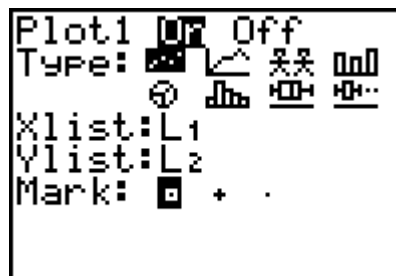 Plot1 On Off
Type:
Xlist:L₁
Ylist:L₂
Mark: